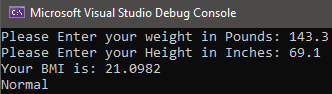 Microsoft Visual Studio Debug Console
Please Enter your weight in Pounds: 143.3
Please Enter your Height in Inches: 69.1
Your BMI is: 21.0982
Normal